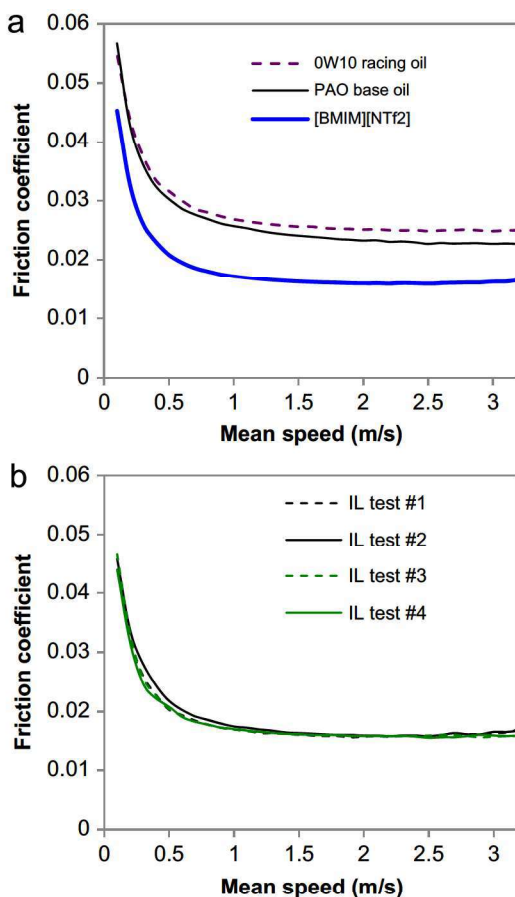 a
0.06
0.05
0.04
0.03
0.02
0.01
0
Friction coefficient
0W10 racing oil
PAO base oil
[BMIM][NTf2]
0 0.5 1 1.5 2 2.5 3
Mean speed (m/s)
b
0.06
0.05
0.04
0.03
0.02
0.01
0
Friction coefficient
IL test #1
IL test #2
IL test #3
IL test #4
0 0.5 1 1.5 2 2.5 3
Mean speed (m/s)